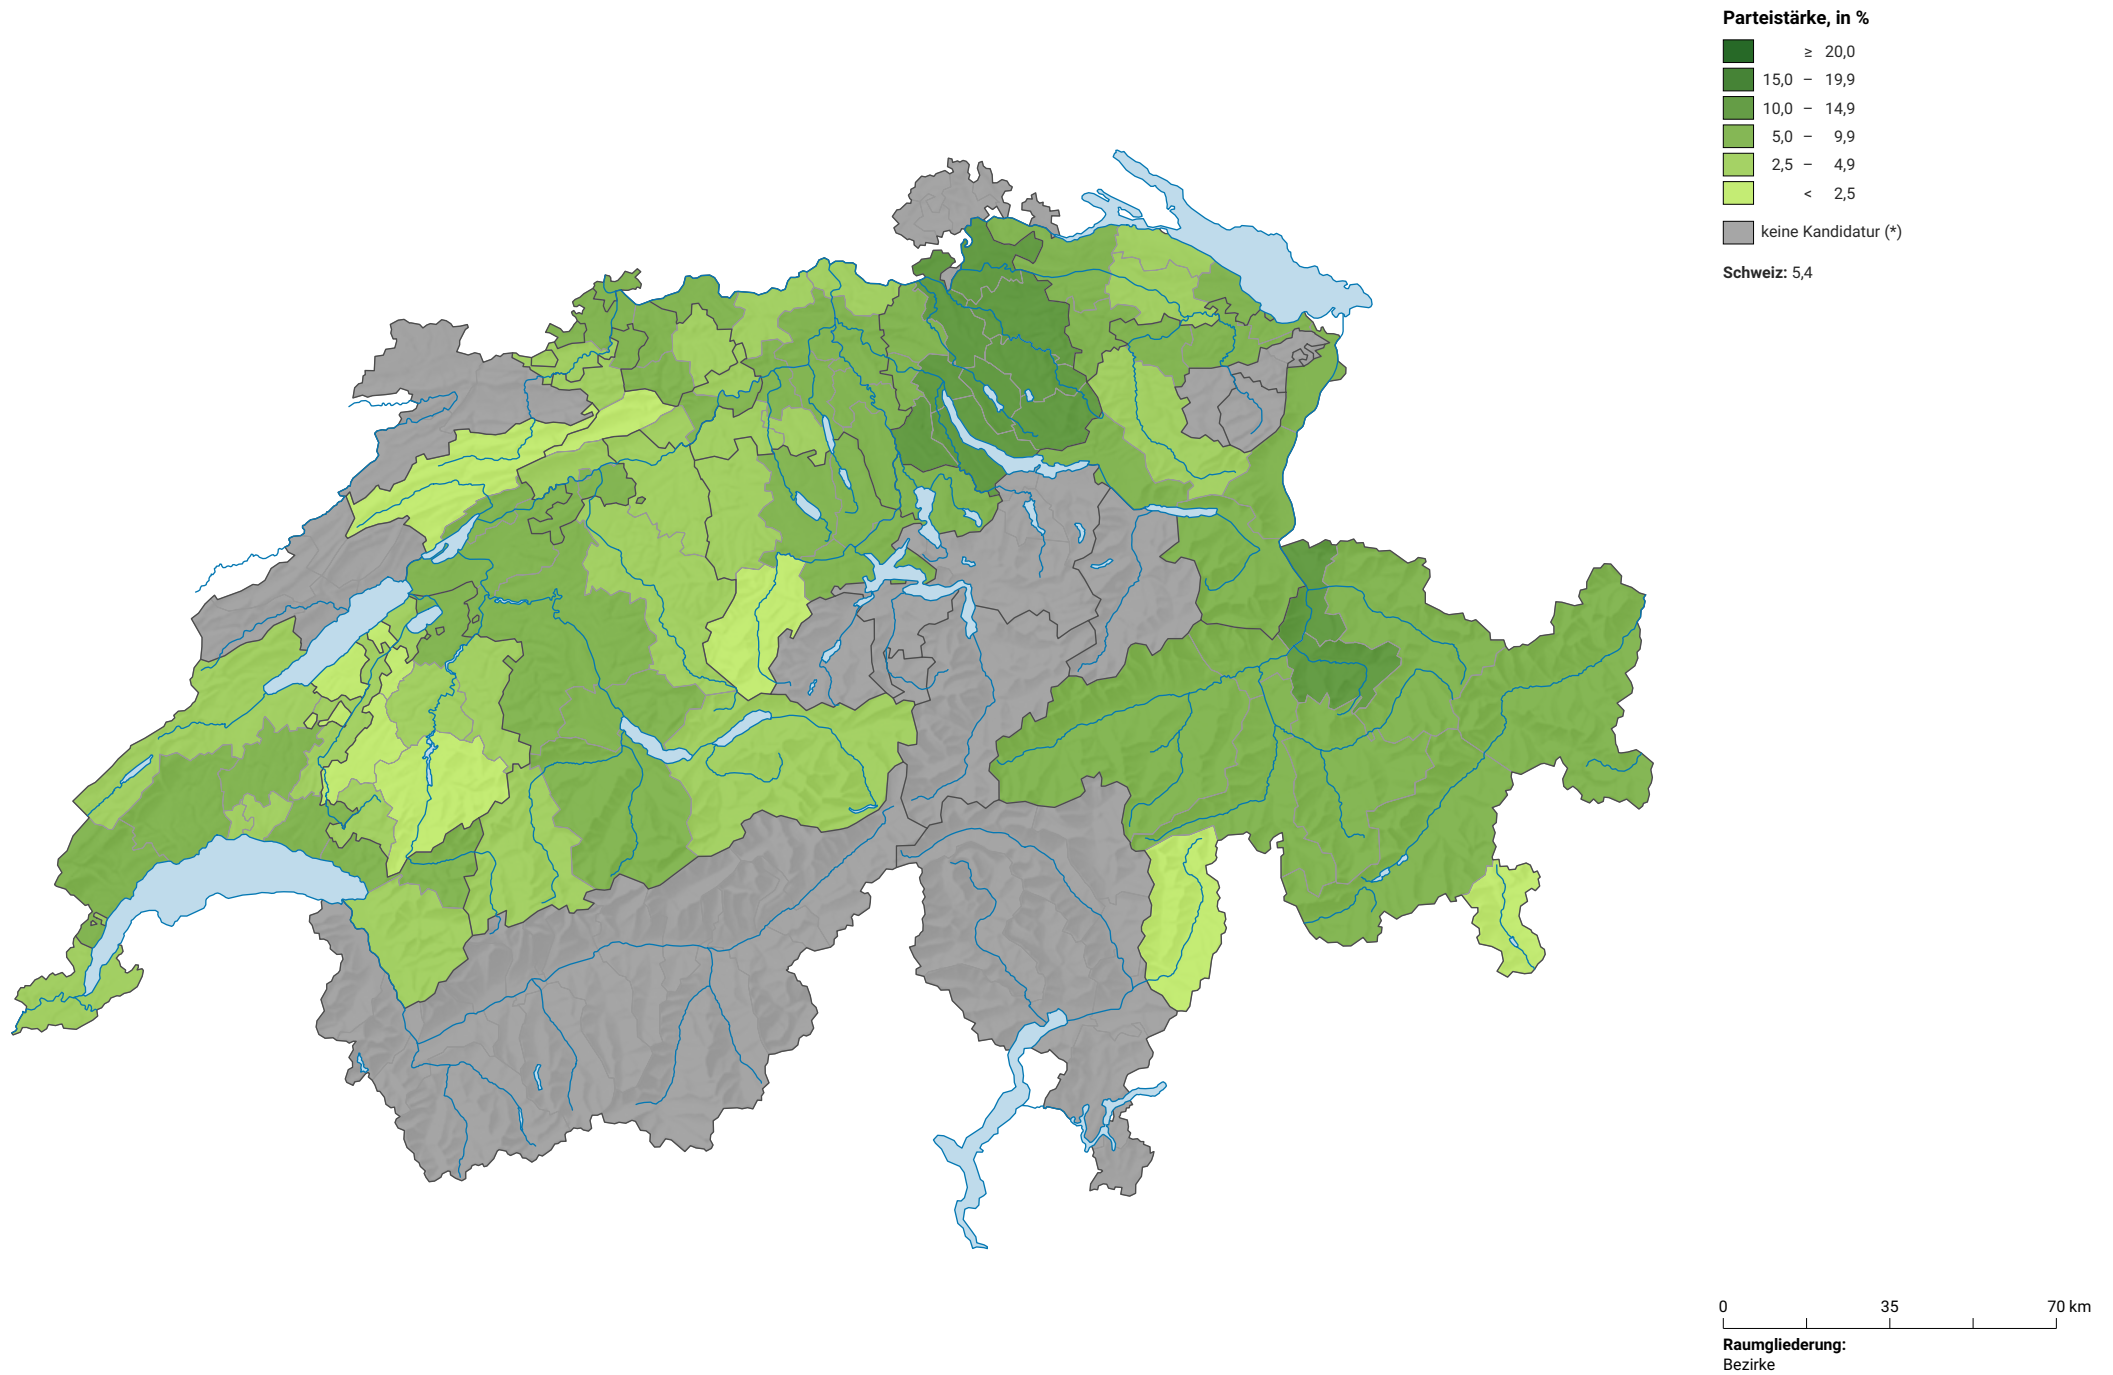 Parteistärke, in %
≥ 20,0
15,0 – 19,9
10,0 – 14,9
5,0 – 9,9
2,5 – 4,9
< 2,5
keine Kandidatur (*)
Schweiz: 5,4
0 35 70 km
Raumgliederung:
Bezirke